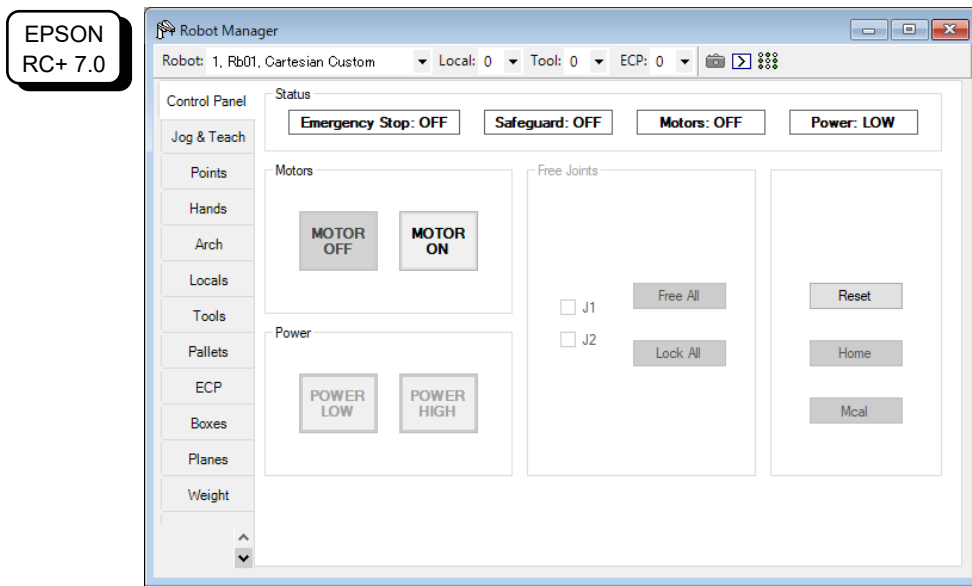 EPSON
RC+ 7.0
Robot Manager
Robot: 1, Rb01, Cartesian Custom Local: 0 Tool: 0 ECP: 0
Control Panel
Jog & Teach
Points
Hands
Arch
Locals
Tools
Pallets
ECP
Boxes
Planes
Weight
Status
Emergency Stop: OFF Safeguard: OFF Motors: OFF Power: LOW
Motors
MOTOR OFF
MOTOR ON
Power
POWER LOW
POWER HIGH
Free Joints
J1
J2
Free All
Lock All
Reset
Home
Mcal